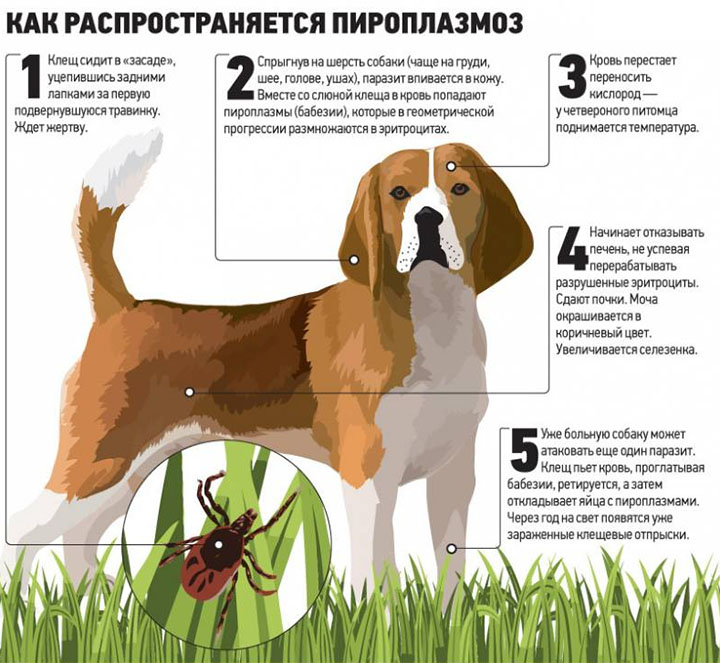 КАК РАСПРОСТРАНЯЕТСЯ ПИРОПЛАЗМОЗ
1 Клещ сидит в «засаде»,
уцепившись задними
лапками за первую
подвернувшуюся травинку.
Ждет жертву.
2 Спрыгнув на шерсть собаки (чаще на груди,
шее, голове, ушах), паразит впивается в кожу.
Вместе со слюной клеща в кровь попадают
пироплазмы (бабезии), которые в геометрической
прогрессии размножаются в эритроцитах.
3 Кровь перестает
переносить
кислород —
у четвероного питомца
поднимается температура.
4 Начинает отказывать
печень, не успевая
перерабатывать
разрушенные эритроциты.
Сдают почки. Моча
окрашивается в
коричневый цвет.
Увеличивается селезенка.
5 Уже больную собаку может
атаковать еще один паразит.
Клещ пьет кровь, проглатывая
бабезии, ретируется, а затем
откладывает яйца с пироплазмами.
Через год на свет появятся уже
зараженные клещевые отпрыски.